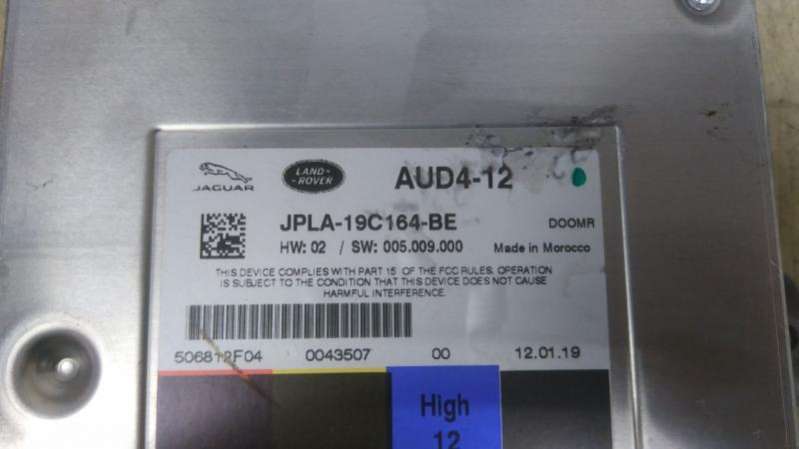 JAGUAR
LAND-
ROVER
AUD4-12
JPLA-19C164-BE
DOOMR
HW: 02 / SW: 005.009.000
Made in Morocco
THIS DEVICE COMPLIES WITH PART 15 OF THE FCC RULES. OPERATION
IS SUBJECT TO THE CONDITION THAT THIS DEVICE DOES NOT CAUSE
HARMFUL INTERFERENCE.
506812F04 0043507 00 12.01.19
High
12